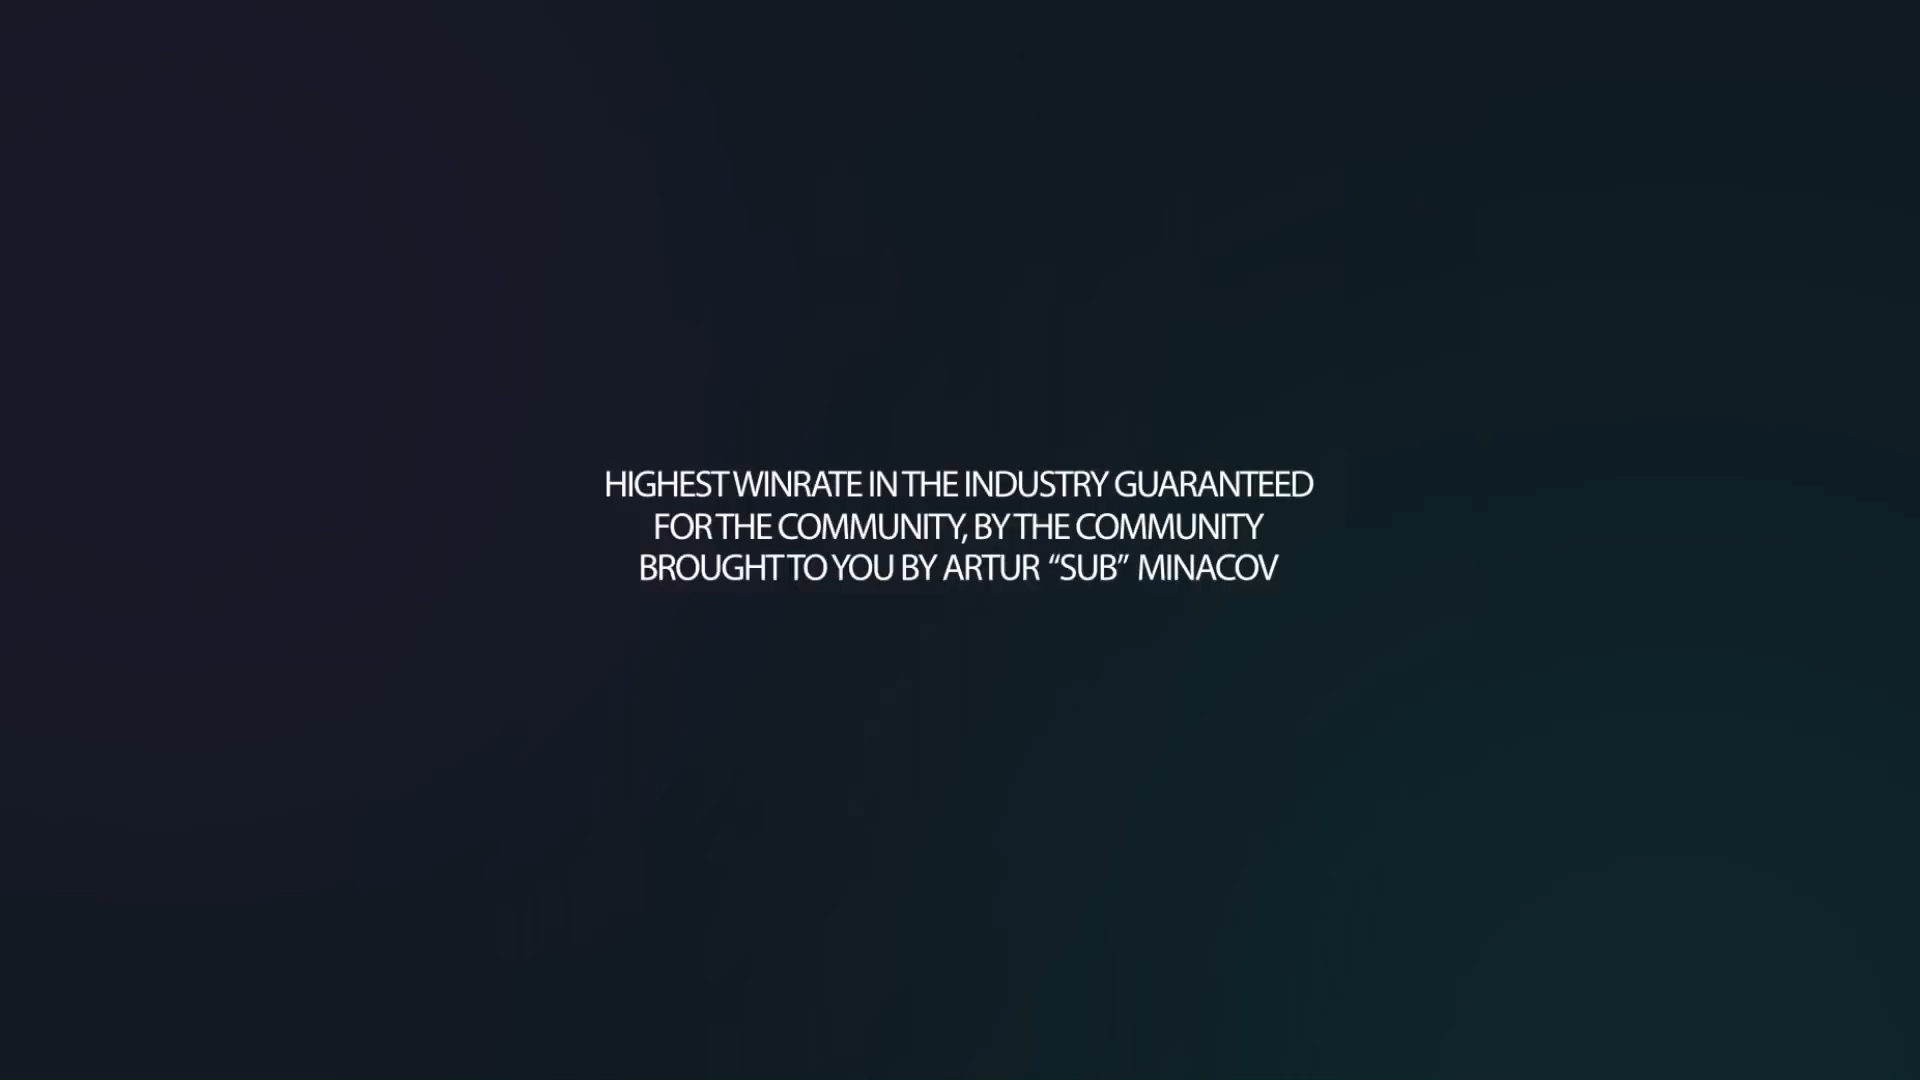 HIGHEST WINRATE IN THE INDUSTRY GUARANTEED
FOR THE COMMUNITY, BY THE COMMUNITY
BROUGHT TO YOU BY ARTUR “SUB” MINACOV